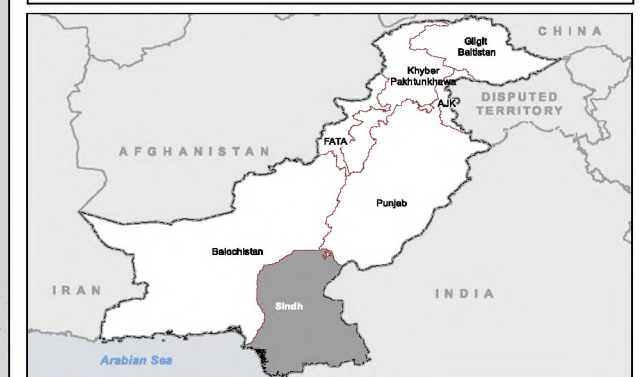 CHINA
Gilgit
Baltistan
Khyber
Pakhtunkhawa
AJK
DISPUTED
TERRITORY
FATA
AFGHANISTAN
Punjab
Balochistan
IRAN
INDIA
Sindh
Arabian Sea